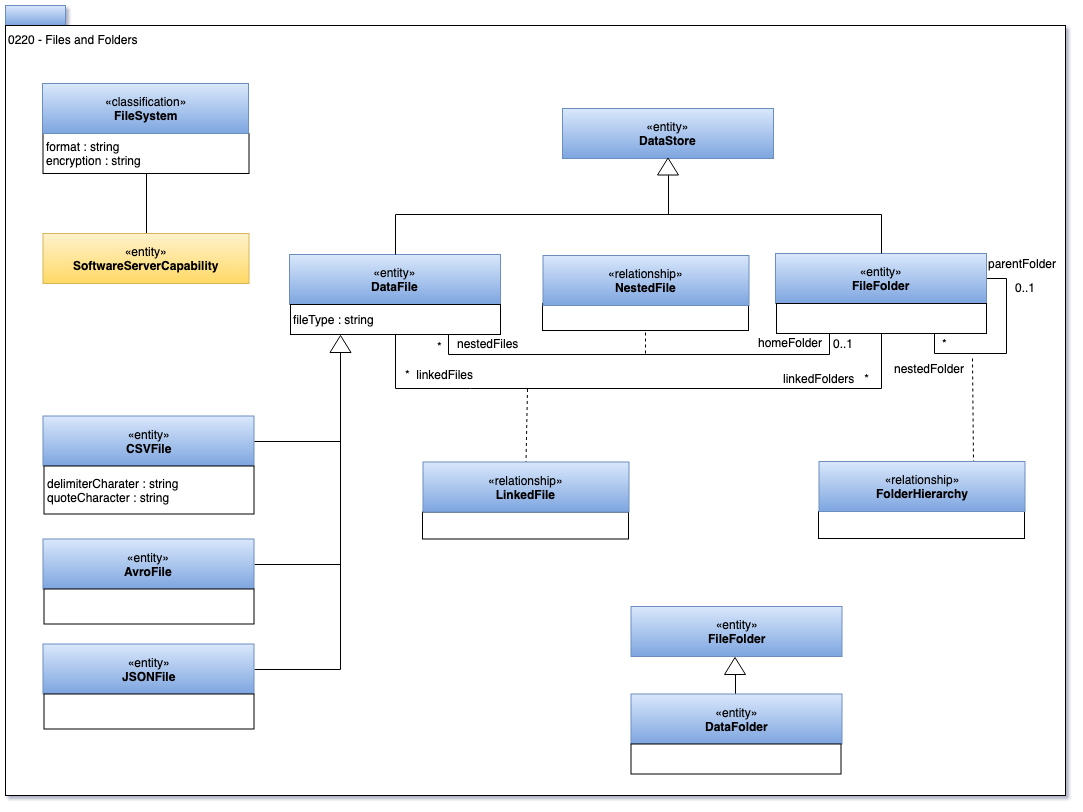 0220 - Files and Folders
«classification»
FileSystem
format : string
encryption : string
«entity»
SoftwareServerCapability
«entity»
DataStore
«entity»
DataFile
fileType : string
«relationship»
NestedFile
«entity»
FileFolder
parentFolder
0..1
* nestedFiles
homeFolder 0..1
*
nestedFolder
* linkedFiles
linkedFolders *
«entity»
CSVFile
delimiterCharater : string
quoteCharacter : string
«relationship»
LinkedFile
«relationship»
FolderHierarchy
«entity»
AvroFile
«entity»
JSONFile
«entity»
FileFolder
«entity»
DataFolder